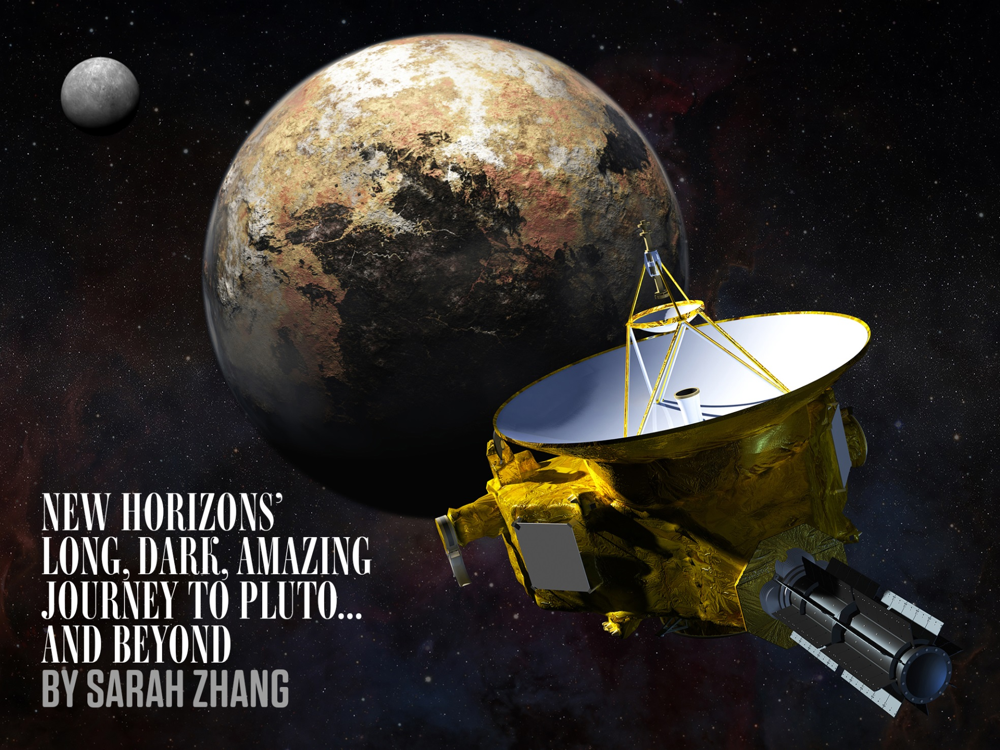 NEW HORIZONS’
LONG, DARK, AMAZING
JOURNEY TO PLUTO...
AND BEYOND
BY SARAH ZHANG